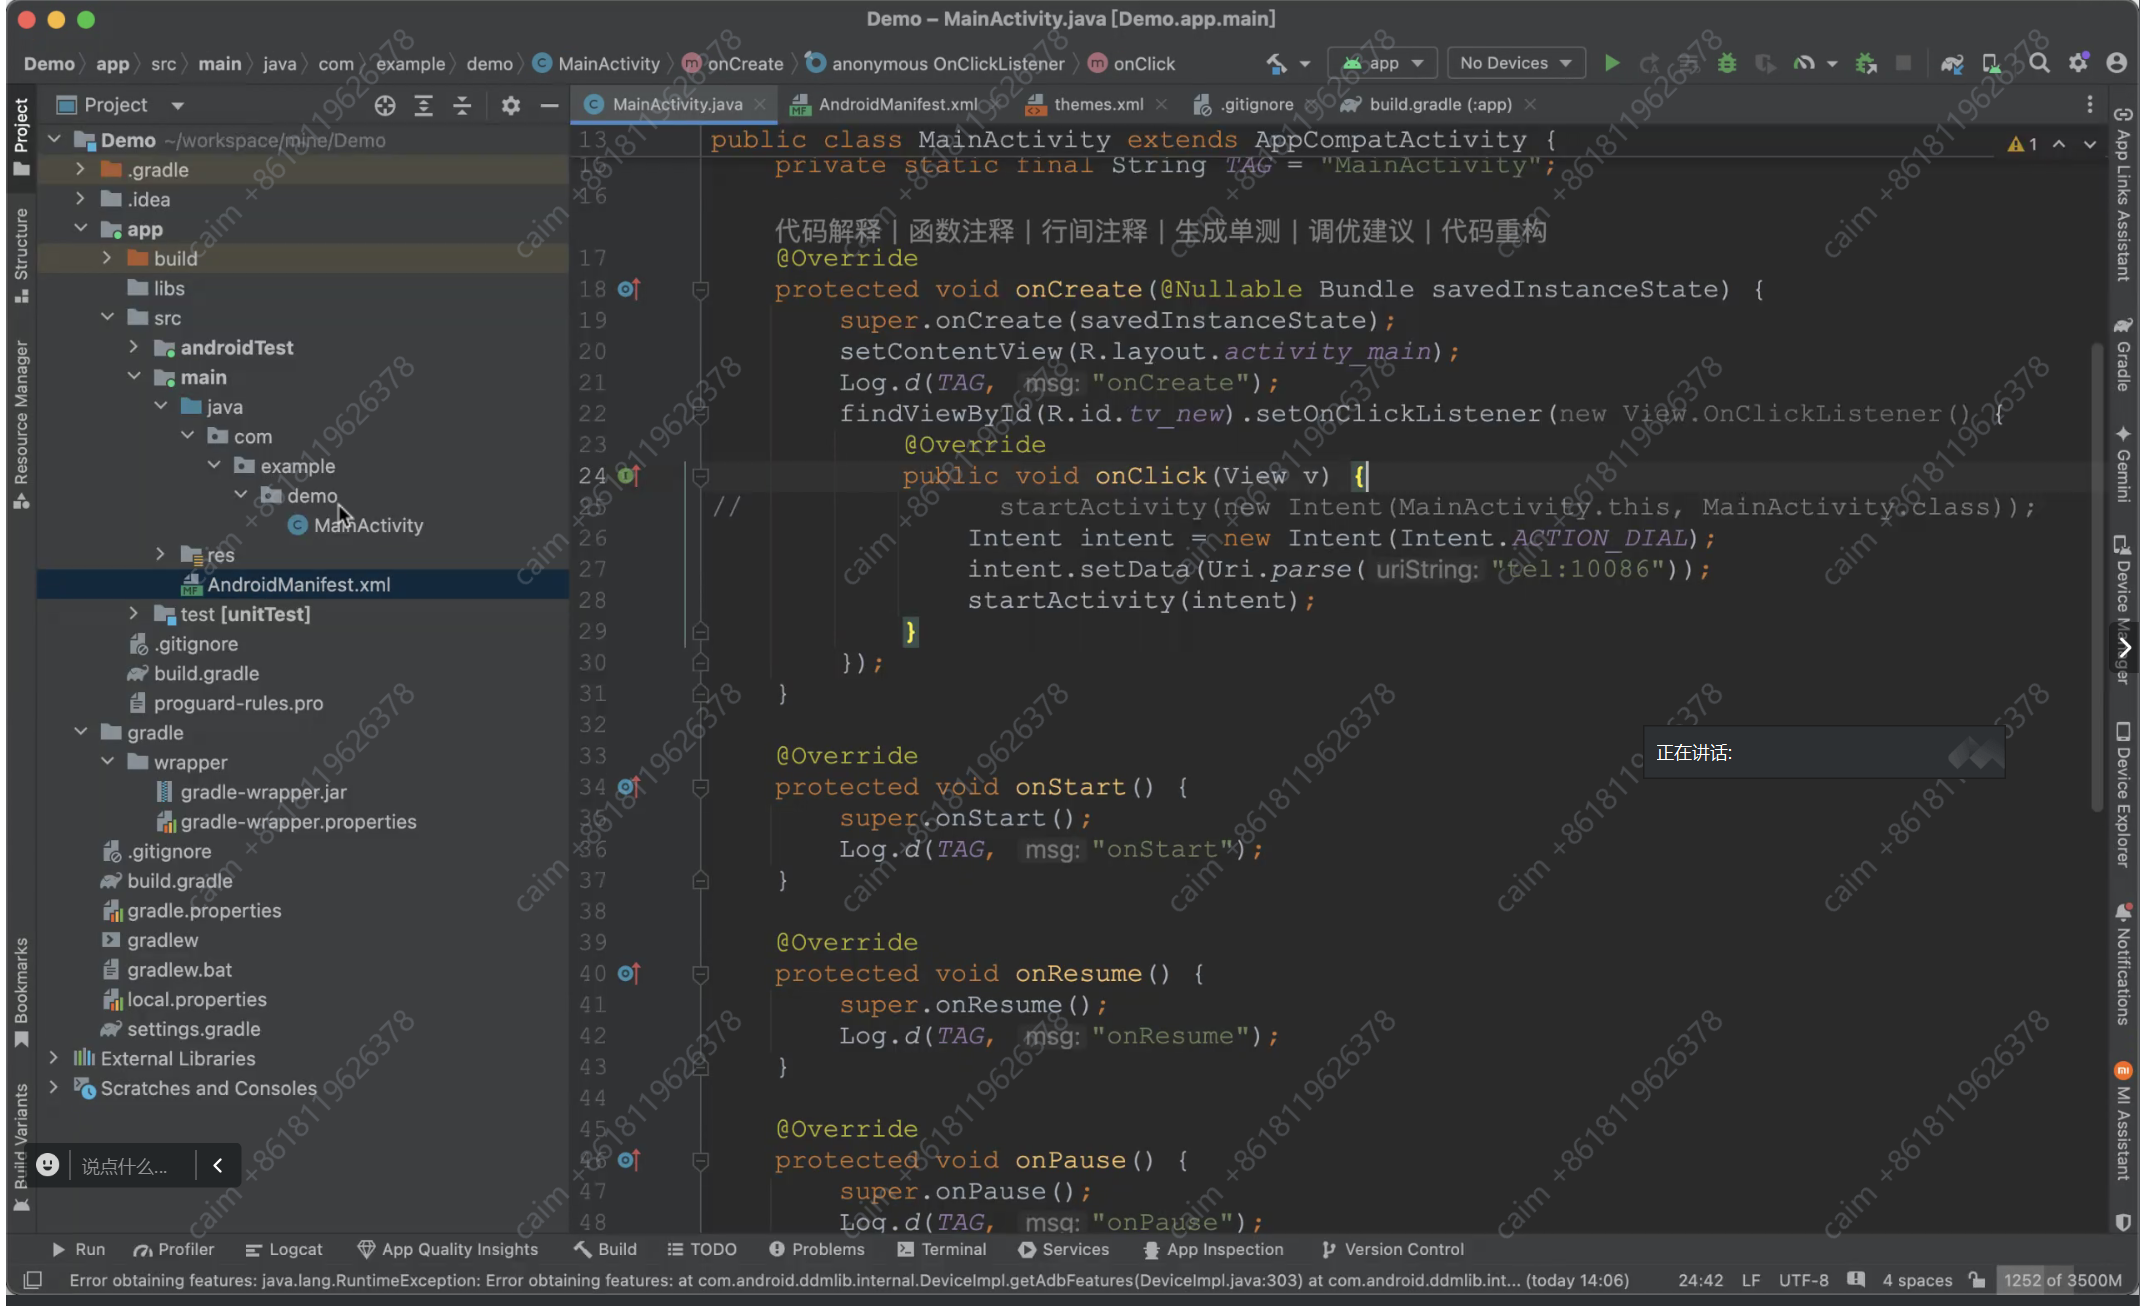 Demo – MainActivity.java [Demo.app.main]
Demo app src main java com example demo MainActivity onCreate anonymous OnClickListener onClick
app No Devices
Project
MainActivity.java AndroidManifest.xml themes.xml .gitignore build.gradle (:app)
Project
Structure
Resource Manager
Bookmarks
Build Variants
Demo ~/workspace/mine/Demo
.gradle
.idea
app
build
libs
src
androidTest
main
java
com
example
demo
MainActivity
res
AndroidManifest.xml
test [unitTest]
.gitignore
build.gradle
proguard-rules.pro
gradle
wrapper
gradle-wrapper.jar
gradle-wrapper.properties
.gitignore
build.gradle
gradle.properties
gradlew
gradlew.bat
local.properties
settings.gradle
External Libraries
Scratches and Consoles
说点什么...
13 public class MainActivity extends AppCompatActivity {
private static final String TAG = "MainActivity";
1
16
代码解释 | 函数注释 | 行间注释 | 生成单测 | 调优建议 | 代码重构
17 @Override
18 protected void onCreate(@Nullable Bundle savedInstanceState) {
19 super.onCreate(savedInstanceState);
20 setContentView(R.layout.activity_main);
21 Log.d(TAG, msg: "onCreate");
22 findViewById(R.id.tv_new).setOnClickListener(new View.OnClickListener() {
23 @Override
24 public void onClick(View v) {
25 // startActivity(new Intent(MainActivity.this, MainActivity.class));
26 Intent intent = new Intent(Intent.ACTION_DIAL);
27 intent.setData(Uri.parse( uriString: "tel:10086"));
28 startActivity(intent);
29 }
30 });
31 }
32
33 @Override
34 protected void onStart() {
35 super.onStart();
36 Log.d(TAG, msg: "onStart");
37 }
38
39 @Override
40 protected void onResume() {
41 super.onResume();
42 Log.d(TAG, msg: "onResume");
43 }
44
45 @Override
46 protected void onPause() {
47 super.onPause();
48 Log.d(TAG, msg: "onPause");
正在讲话:
App Links Assistant
Gradle
Gemini
Device Manager
Device Explorer
Notifications
MI Assistant
Run Profiler Logcat App Quality Insights Build TODO Problems Terminal Services App Inspection Version Control
Error obtaining features: java.lang.RuntimeException: Error obtaining features: at com.android.ddmlib.internal.DeviceImpl.getAdbFeatures(DeviceImpl.java:303) at com.android.ddmlib.int... (today 14:06) 24:42 LF UTF-8 4 spaces 1252 of 3500M
caim +8618119626378